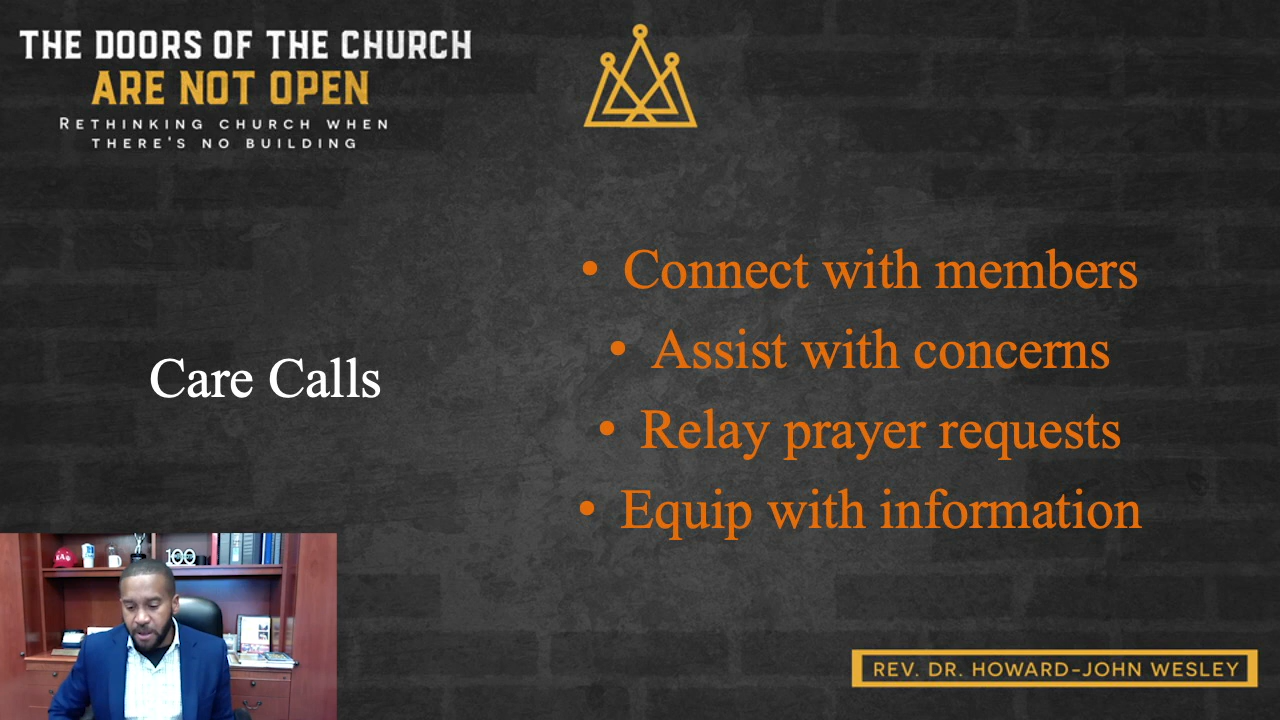 THE DOORS OF THE CHURCH
ARE NOT OPEN
RETHINKING CHURCH WHEN
THERE'S NO BUILDING
• Connect with members
• Assist with concerns
Care Calls
• Relay prayer requests
• Equip with information
100
REV. DR. HOWARD-JOHN WESLEY